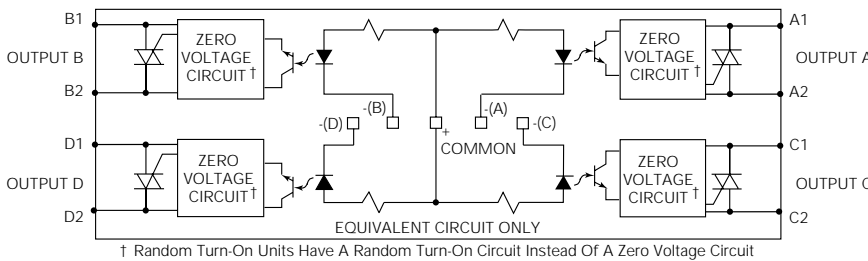 B1
A1
ZERO
VOLTAGE
CIRCUIT †
ZERO
VOLTAGE
CIRCUIT †
OUTPUT B
OUTPUT A
B2
A2
-(B)
-(A)
-(D)
-(C)
+
COMMON
D1
C1
ZERO
VOLTAGE
CIRCUIT †
ZERO
VOLTAGE
CIRCUIT †
OUTPUT D
OUTPUT C
D2
C2
EQUIVALENT CIRCUIT ONLY
† Random Turn-On Units Have A Random Turn-On Circuit Instead Of A Zero Voltage Circuit